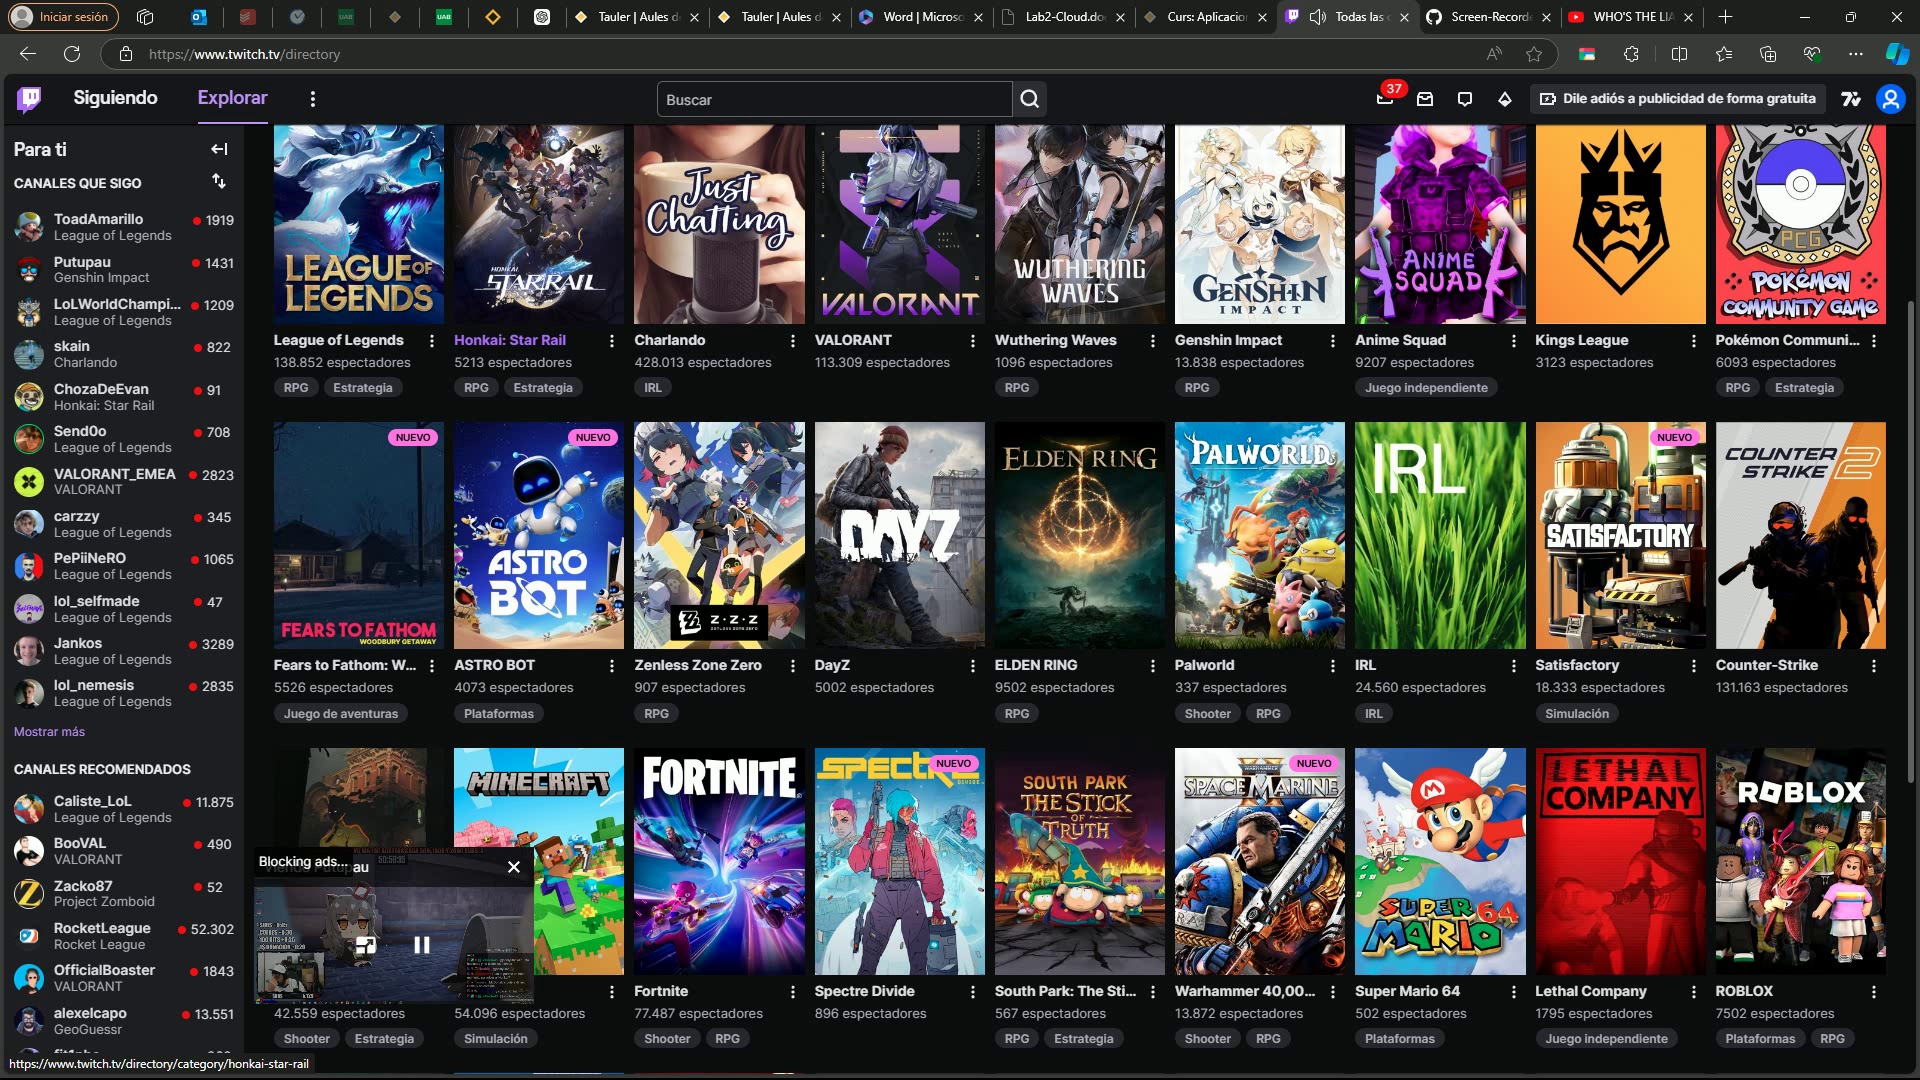 Iniciar sesión
UAB
UAB
Tauler | Aules d
Tauler | Aules d
Word | Microso
Lab2-Cloud.do
Curs: Aplicacion
Todas las c
Screen-Recorde
WHO'S THE LIA
https://www.twitch.tv/directory
Siguiendo
Explorar
Buscar
37
Dile adiós a publicidad de forma gratuita
Para ti
CANALES QUE SIGO
ToadAmarillo
1919
League of Legends
Putupau
1431
Genshin Impact
LoLWorldChampi...
1209
League of Legends
skain
822
Charlando
ChozaDeEvan
91
Honkai: Star Rail
Send0o
708
League of Legends
VALORANT_EMEA
2823
VALORANT
carzzy
345
League of Legends
PePiiNeRO
1065
League of Legends
lol_selfmade
47
League of Legends
Jankos
3289
League of Legends
lol_nemesis
2835
League of Legends
Mostrar más
CANALES RECOMENDADOS
Caliste_LoL
11.875
League of Legends
BooVAL
490
VALORANT
Zacko87
52
Project Zomboid
RocketLeague
52.302
Rocket League
OfficialBoaster
1843
VALORANT
alexelcapo
13.551
GeoGuessr
https://www.twitch.tv/directory/category/honkai-star-rail
LEAGUE OF
LEGENDS
HONKAI
STAR RAIL
Just
Chatting
VALORANT
WUTHERING
WAVES
GENSHIN
IMPACT
ANIME
SQUAD
PCG
POKéMON
COMMUNITY GAME
League of Legends
Honkai: Star Rail
Charlando
VALORANT
Wuthering Waves
Genshin Impact
Anime Squad
Kings League
Pokémon Communi...
138.852 espectadores
5213 espectadores
428.013 espectadores
113.309 espectadores
1096 espectadores
13.838 espectadores
9207 espectadores
3123 espectadores
6093 espectadores
RPG
Estrategia
RPG
Estrategia
IRL
RPG
RPG
Juego independiente
RPG
Estrategia
NUEVO
FEARS TO FATHOM
WOODBURY GETAWAY
NUEVO
ASTRO
BOT
Z·Z·Z
ZENLESS ZONE ZERO
DAYZ
ELDEN RING
PALWORLD
IRL
NUEVO
SATISFACTORY
COUNTER
STRIKE 2
Fears to Fathom: W...
ASTRO BOT
Zenless Zone Zero
DayZ
ELDEN RING
Palworld
IRL
Satisfactory
Counter-Strike
5526 espectadores
4073 espectadores
907 espectadores
5002 espectadores
9502 espectadores
337 espectadores
24.560 espectadores
18.333 espectadores
131.163 espectadores
Juego de aventuras
Plataformas
RPG
RPG
Shooter
RPG
IRL
Simulación
Blocking ads...
Viendo Putupau
MINECRAFT
FORTNITE
NUEVO
SPECTRE
DIVIDE
SOUTH PARK
THE STICK
OF
TRUTH
NUEVO
WARHAMMER
SPACE MARINE
SUPER
MARIO 64
LETHAL
COMPANY
ROBLOX
Fortnite
Spectre Divide
South Park: The Sti...
Warhammer 40,00...
Super Mario 64
Lethal Company
ROBLOX
42.559 espectadores
54.096 espectadores
77.487 espectadores
896 espectadores
567 espectadores
13.872 espectadores
502 espectadores
1795 espectadores
7502 espectadores
Shooter
Estrategia
Simulación
Shooter
RPG
RPG
Estrategia
Shooter
RPG
Plataformas
Juego independiente
Plataformas
RPG